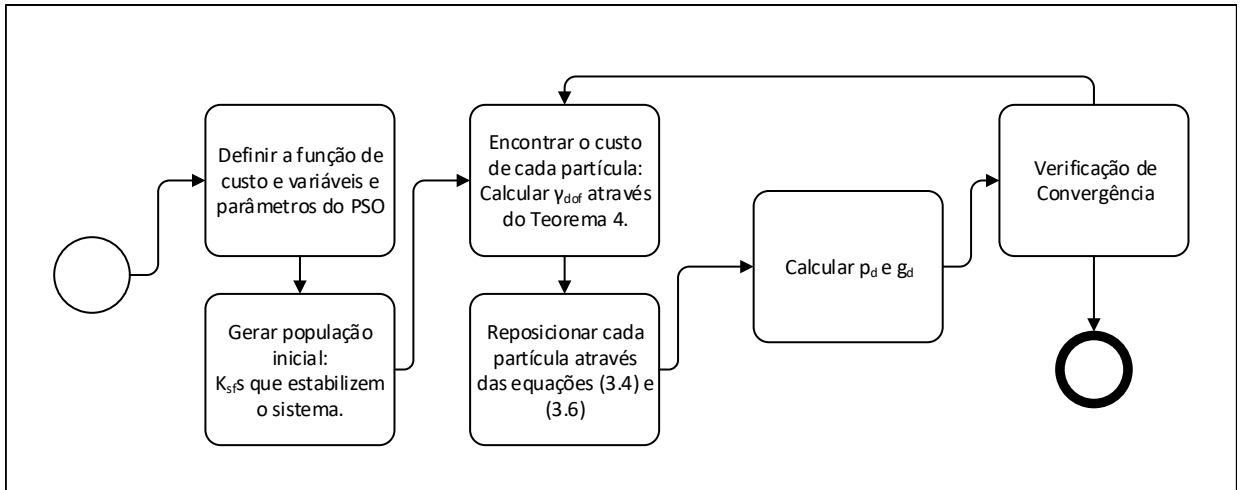 Definir a função de
custo e variáveis e
parâmetros do PSO
Gerar população
inicial:
Ksfs que estabilizem
o sistema.
Encontrar o custo
de cada partícula:
Calcular γdof através
do Teorema 4.
Reposicionar cada
partícula através
das equações (3.4) e
(3.6)
Calcular pd e gd
Verificação de
Convergência